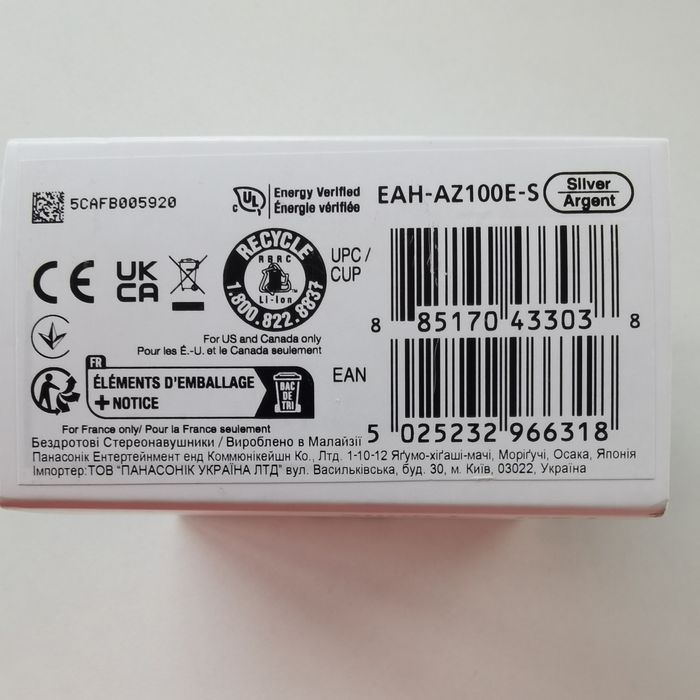 5CAFB005920
c UL Energy Verified
Énergie vérifiée
EAH-AZ100E-S
Silver
Argent
CE
UK
CA
RECYCLE
RBRC
Li-Ion
1.800.822.8837
UPC /
CUP
8 85170 43303 8
For US and Canada only
Pour les É.-U. et le Canada seulement
FR
ÉLÉMENTS D'EMBALLAGE
+ NOTICE
BAC
DE
TRI
EAN
5 025232 966318
For France only/ Pour la France seulement
Бездротові Стереонавушники / Вироблено в Малайзії
Панасонік Ентертейнмент енд Коммюнікейшн Ко., Лтд. 1-10-12 Яґумо-хіґаші-мачі, Моріґучі, Осака, Японія
Імпортер:ТОВ "ПАНАСОНІК УКРАЇНА ЛТД" вул. Васильківська, буд. 30, м. Київ, 03022, Україна